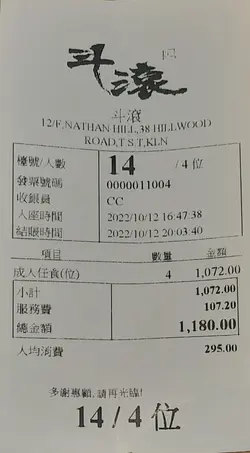 斗滾
斗滾
12/F,NATHAN HILL,38 HILLWOOD
ROAD,T.S.T,KLN
檯號/人數 14 / 4 位
發票號碼 0000011004
收銀員 CC
入座時間 2022/10/12 16:47:38
結賬時間 2022/10/12 20:03:40
項目 數量 金額
成人任食(位) 4 1,072.00
小計 1,072.00
服務費 107.20
總金額 1,180.00
人均消費 295.00
多謝惠顧,請再光臨!
14 / 4 位